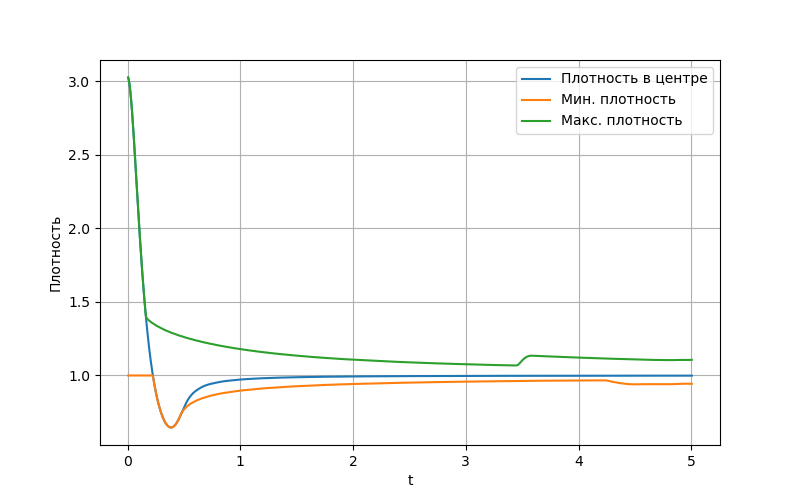 Плотность в центре
Мин. плотность
Макс. плотность
3.0
2.5
2.0
1.5
1.0
Плотность
0
1
2
3
4
5
t